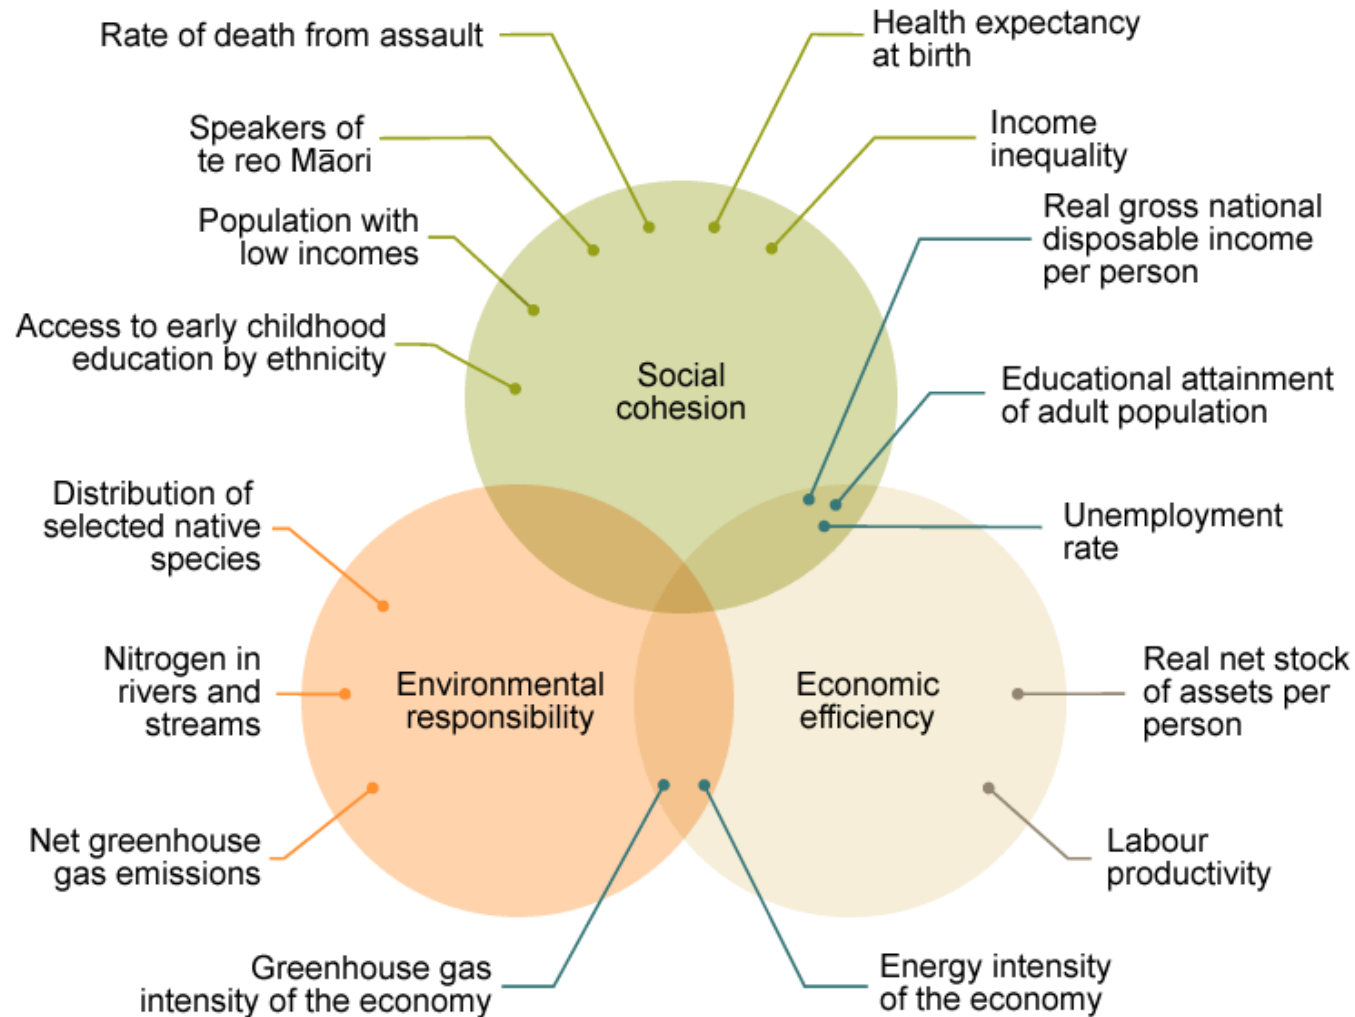 Rate of death from assault
Health expectancy
at birth
Speakers of
te reo Māori
Income
inequality
Population with
low incomes
Real gross national
disposable income
per person
Access to early childhood
education by ethnicity
Social
cohesion
Educational attainment
of adult population
Distribution of
selected native
species
Unemployment
rate
Nitrogen in
rivers and
streams
Environmental
responsibility
Economic
efficiency
Real net stock
of assets per
person
Net greenhouse
gas emissions
Labour
productivity
Greenhouse gas
intensity of the economy
Energy intensity
of the economy